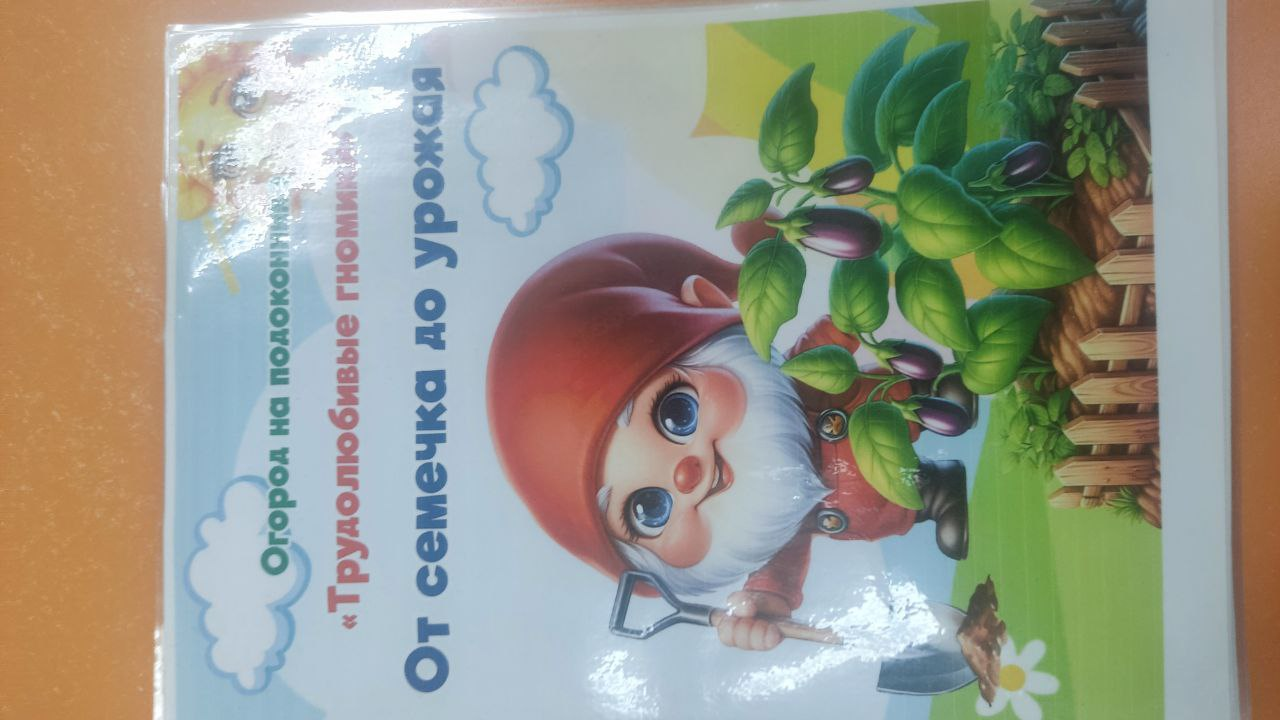 Огород на подоконнике
«Трудолюбивые гномики»
От семечка до урожая